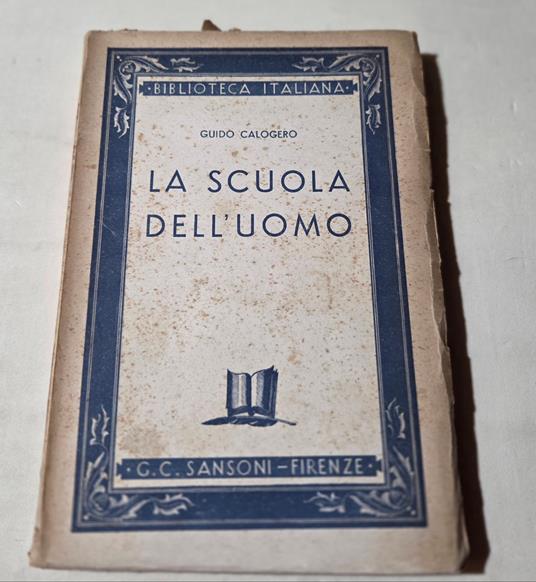 · BIBLIOTECA ITALIANA ·
GUIDO CALOGERO
LA SCUOLA
DELL'UOMO
· G. C. SANSONI – FIRENZE ·